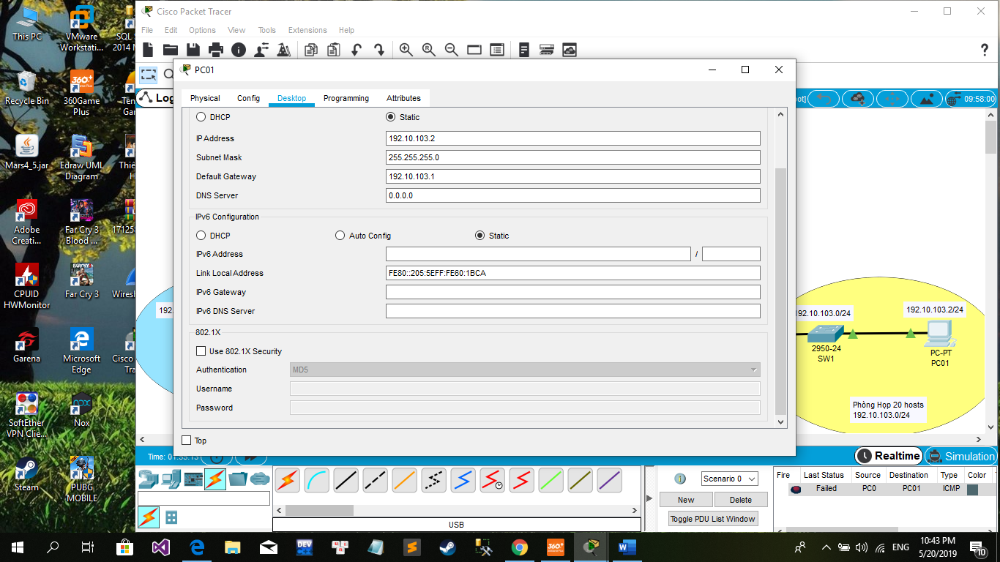 Cisco Packet Tracer
File Edit Options View Tools Extensions Help
This PC
VMware
Workstati...
SQL S
2014 M
Recycle Bin
360Game
Plus
Ten
Gar
Mars4_5.jar
Edraw UML
Diagram
Thiê
H
Adobe
Creati...
Far Cry 3
Blood ...
17125
CPUID
HWMonitor
Far Cry 3
Wiresh
Garena
Microsoft
Edge
Cisco
Tra
SoftEther
VPN Clie...
Nox
Steam
PUBG
MOBILE
Log
oot]
09:58:00
PC01
Physical Config Desktop Programming Attributes
DHCP Static
IP Address 192.10.103.2
Subnet Mask 255.255.255.0
Default Gateway 192.10.103.1
DNS Server 0.0.0.0
IPv6 Configuration
DHCP Auto Config Static
IPv6 Address /
Link Local Address FE80::205:5EFF:FE60:1BCA
IPv6 Gateway
IPv6 DNS Server
802.1X
Use 802.1X Security
Authentication MD5
Username
Password
Top
192
192.10.103.0/24
192.10.103.2/24
2950-24
SW1
PC-PT
PC01
Phòng Họp 20 hosts
192.10.103.0/24
Realtime Simulation
USB
Scenario 0
New Delete
Toggle PDU List Window
Fire Last Status Source Destination Type Color
Failed PC0 PC01 ICMP
ENG
10:43 PM
5/20/2019
10